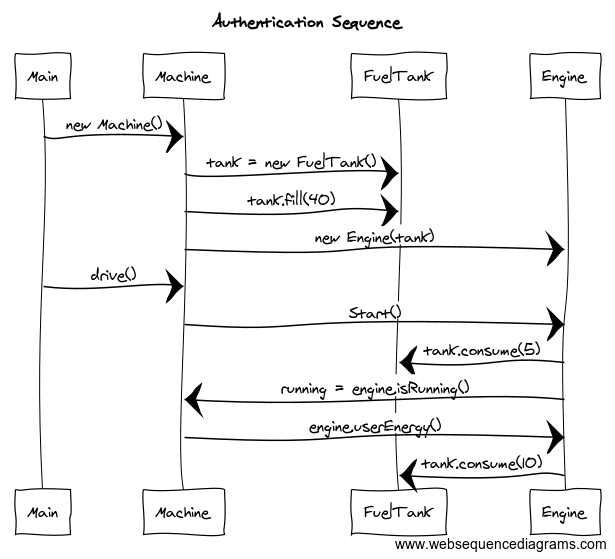 Authentication Sequence
Main Machine FuelTank Engine
new Machine()
tank = new FuelTank()
tank.fill(40)
new Engine(tank)
drive()
Start()
tank.consume(5)
running = engine.isRunning()
engine.userEnergy()
tank.consume(10)
Main Machine FuelTank Engine
www.websequencediagrams.com